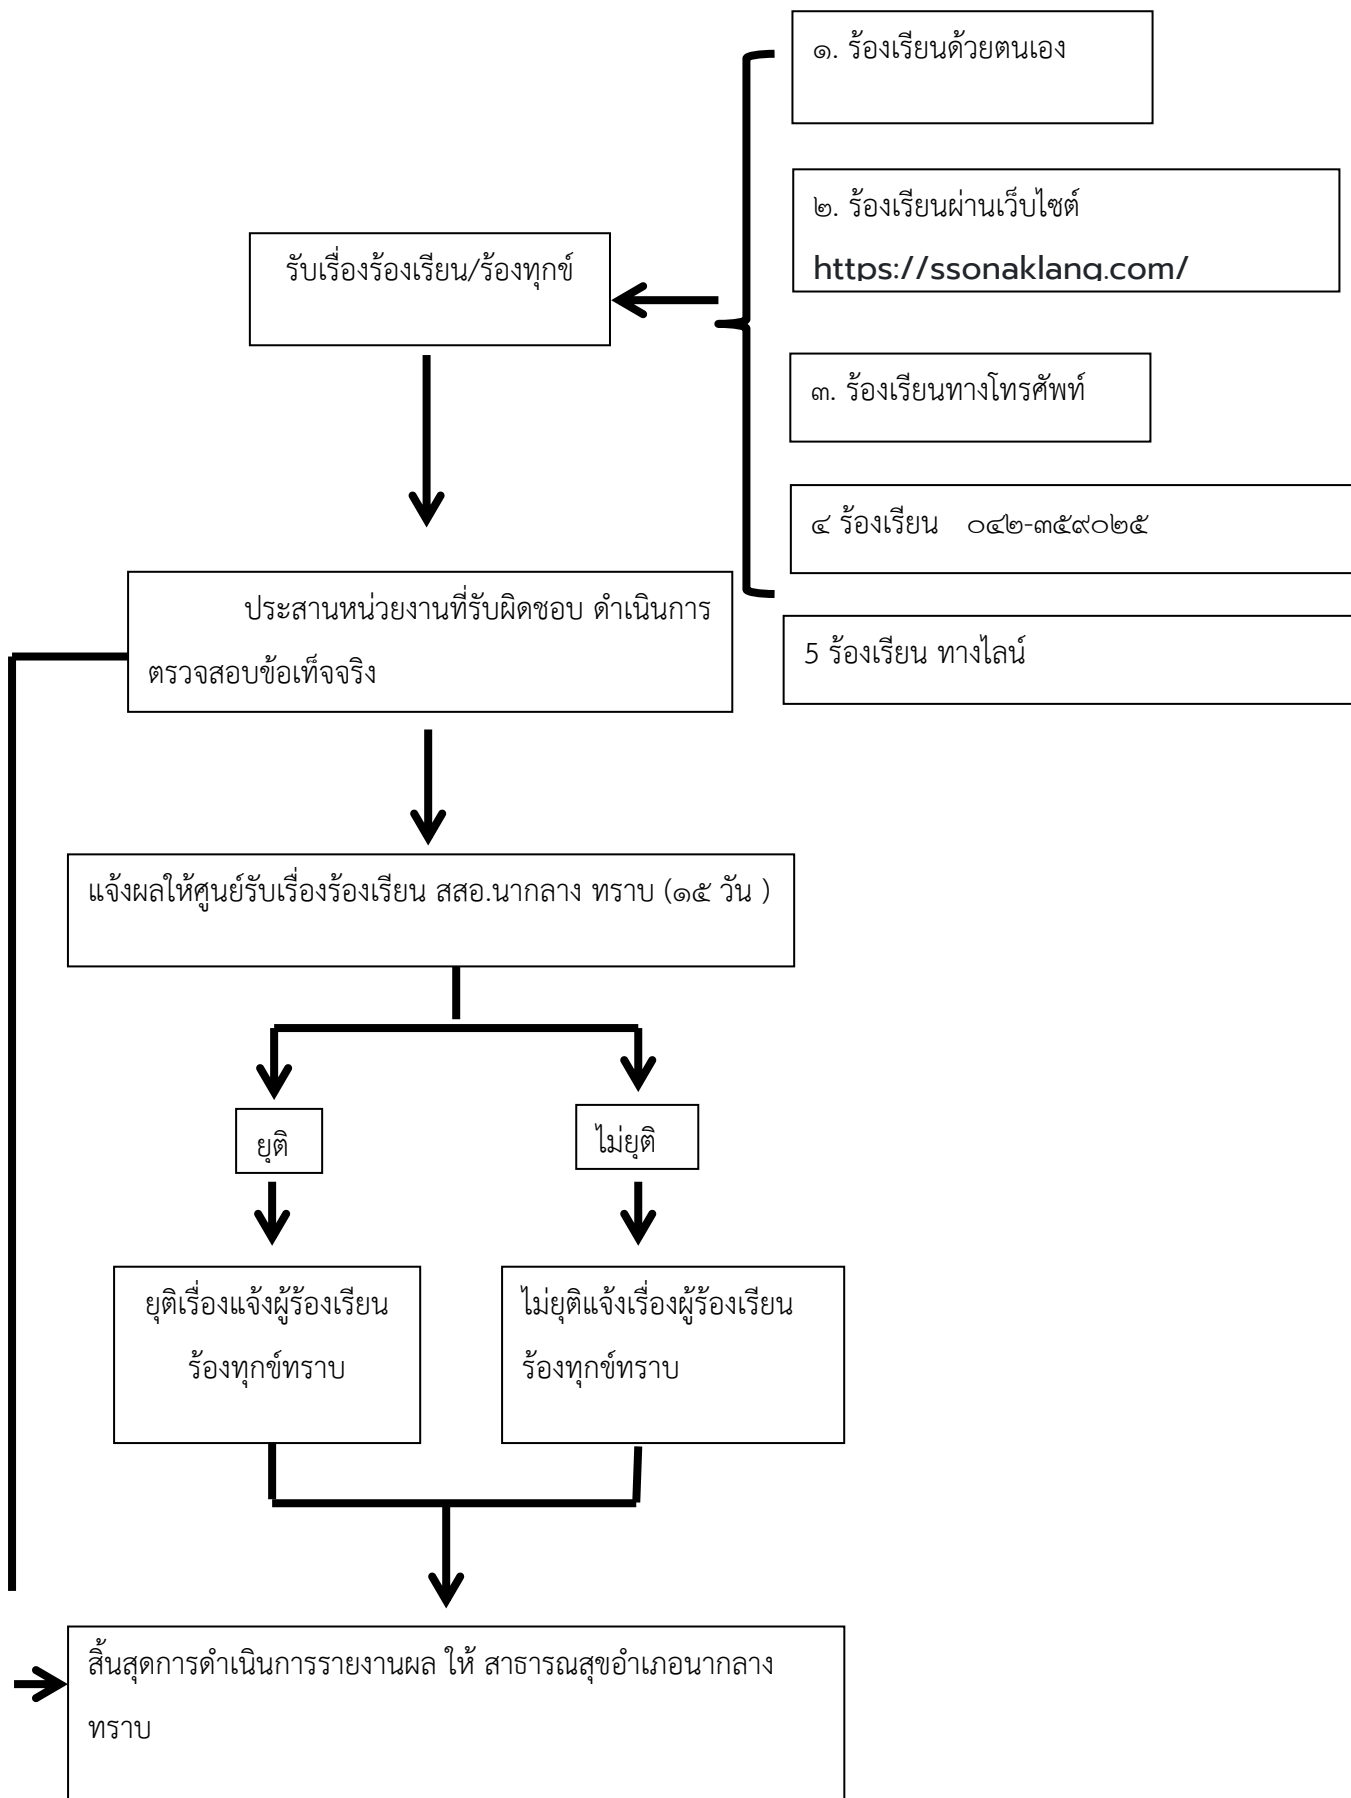 ๑. ร้องเรียนด้วยตนเอง
๒. ร้องเรียนผ่านเว็บไซต์
https://ssonaklang.com/
รับเรื่องร้องเรียน/ร้องทุกข์
๓. ร้องเรียนทางโทรศัพท์
๔ ร้องเรียน ๐๔๒-๓๕๙๐๒๕
5 ร้องเรียน ทางไลน์
ประสานหน่วยงานที่รับผิดชอบ ดำเนินการ
ตรวจสอบข้อเท็จจริง
แจ้งผลให้ศูนย์รับเรื่องร้องเรียน สสอ.นากลาง ทราบ (๑๕ วัน )
ยุติ
ไม่ยุติ
ยุติเรื่องแจ้งผู้ร้องเรียน
ร้องทุกข์ทราบ
ไม่ยุติแจ้งเรื่องผู้ร้องเรียน
ร้องทุกข์ทราบ
สิ้นสุดการดำเนินการรายงานผล ให้ สาธารณสุขอำเภอนากลาง
ทราบ